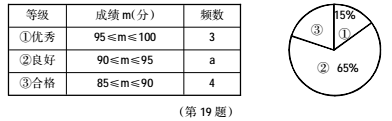 等级 成绩m(分) 频数
①优秀 95≤m≤100 3
②良好 90≤m≤95 a
③合格 85≤m≤90 4
15%
③ ①
② 65%
(第19题)